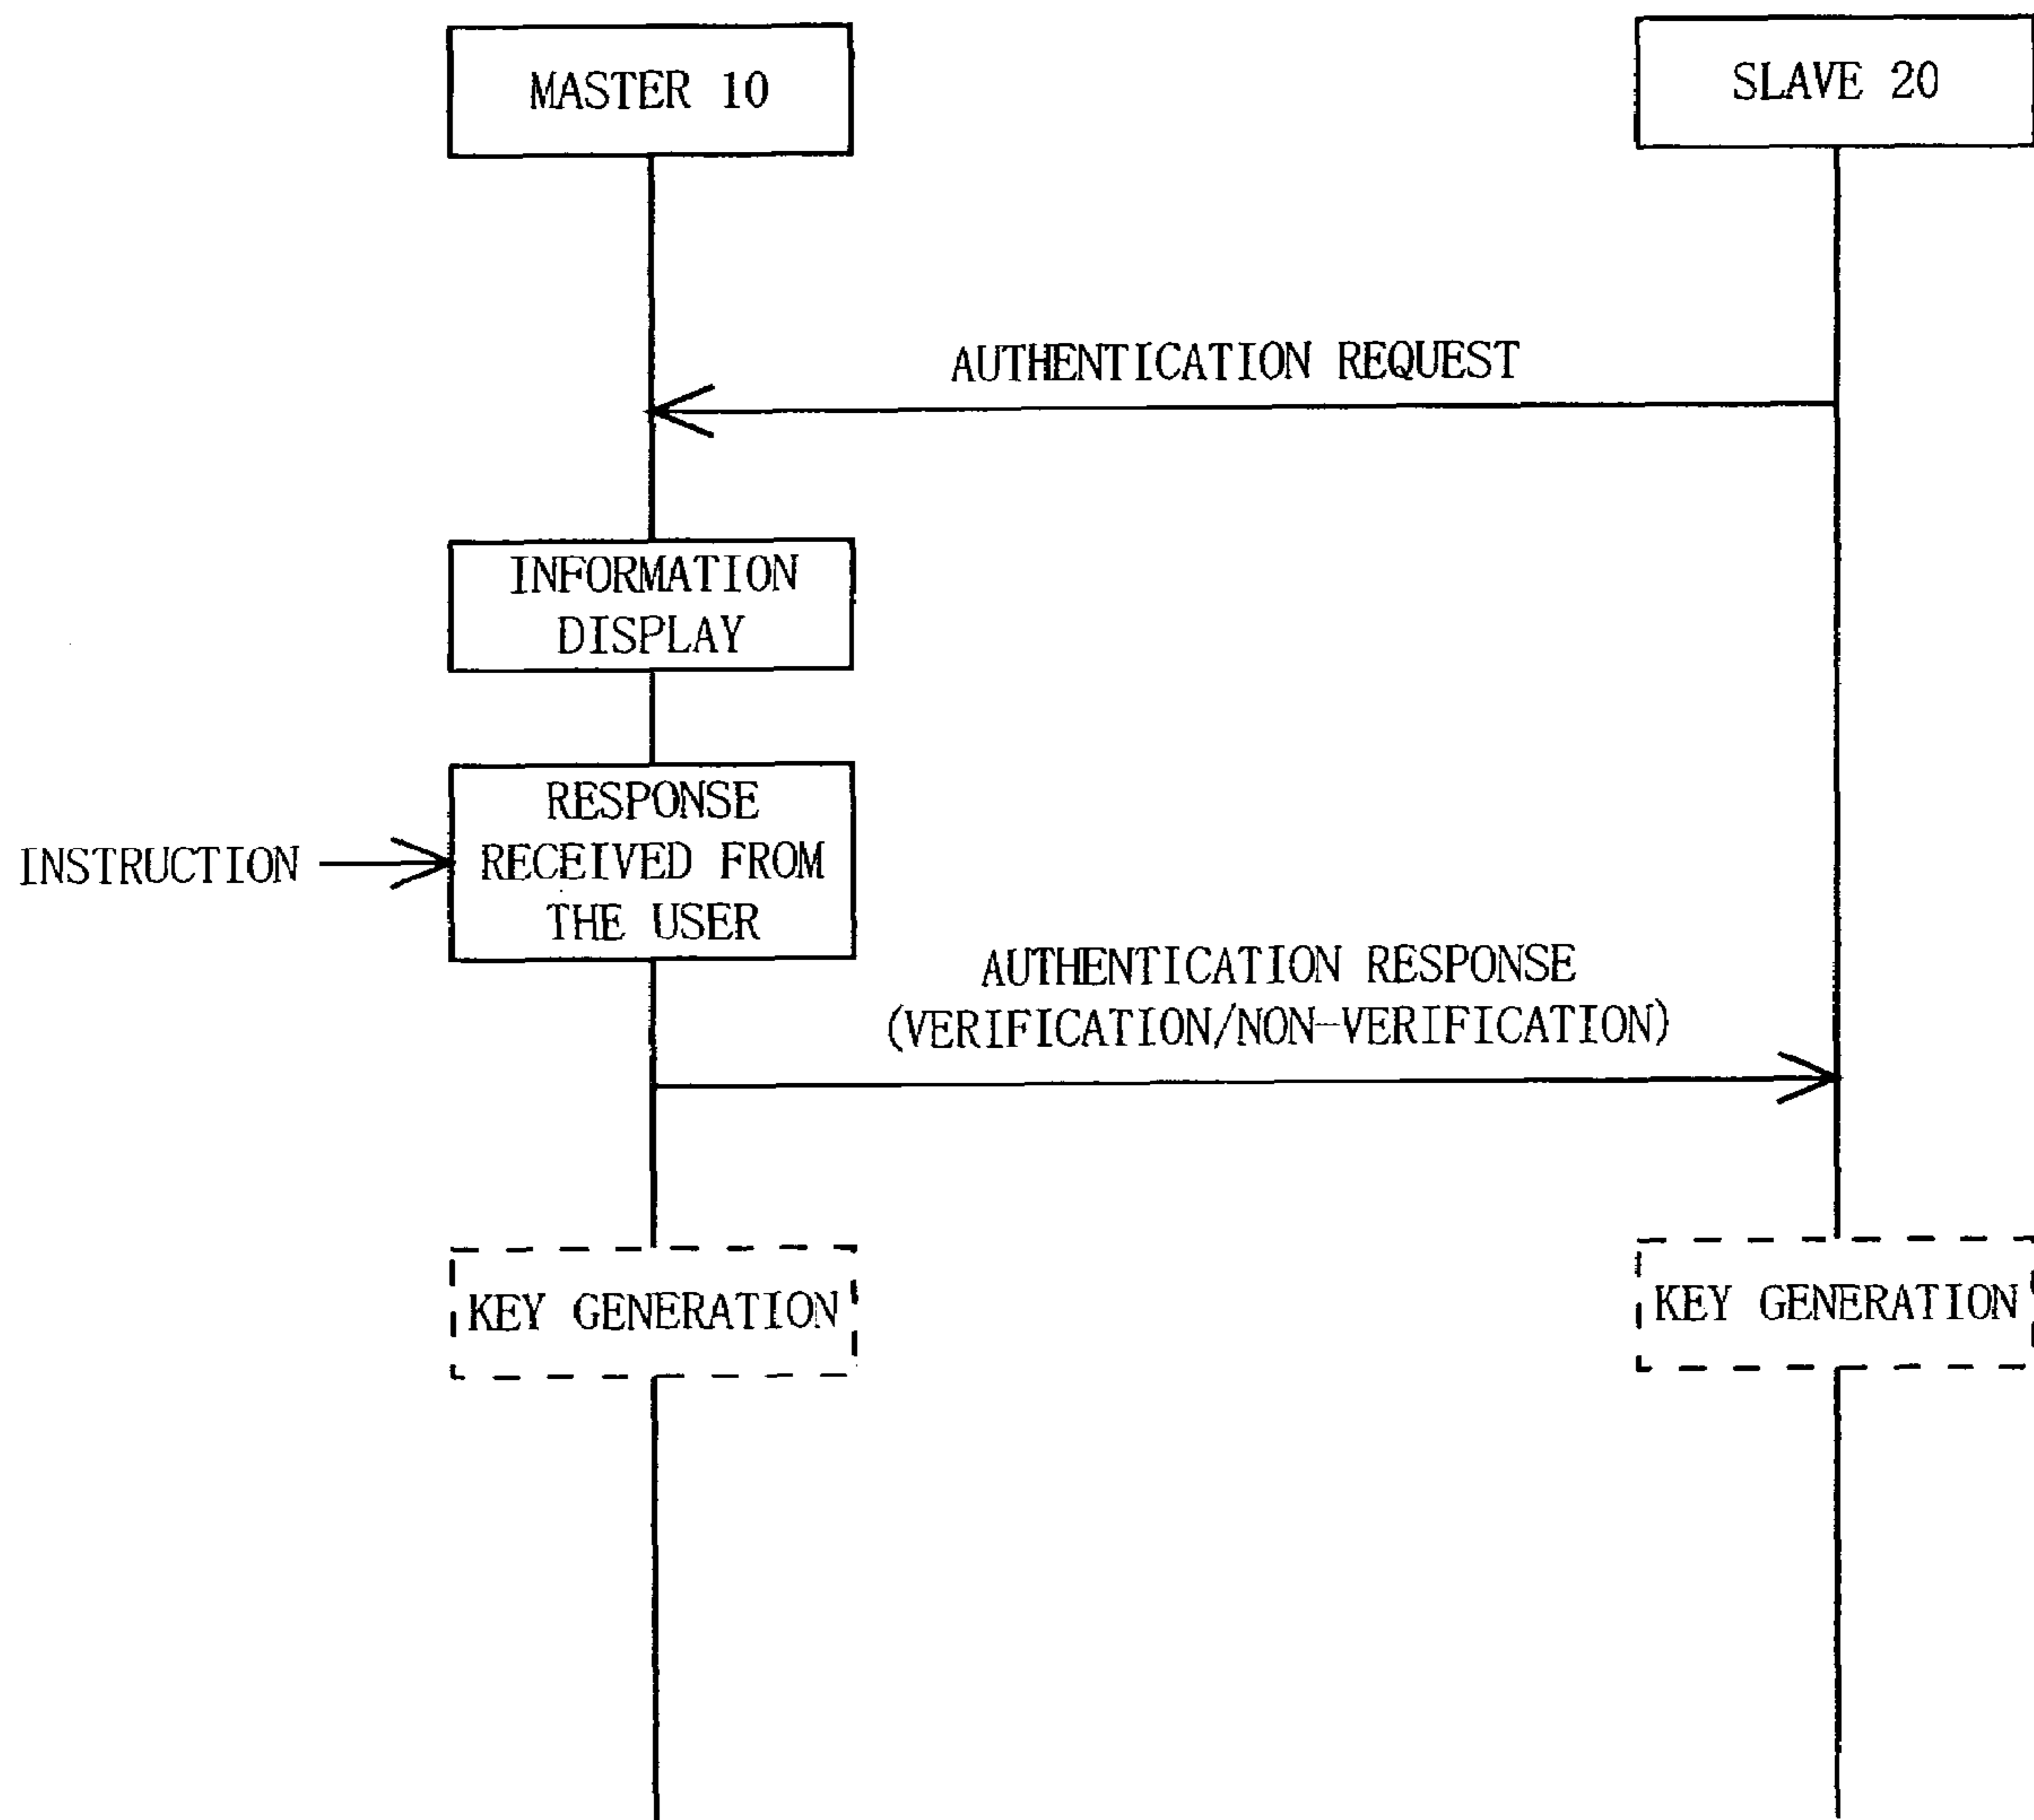 MASTER 10
SLAVE 20
AUTHENTICATION REQUEST
INFORMATION
DISPLAY
RESPONSE
RECEIVED FROM
THE USER
INSTRUCTION
AUTHENTICATION RESPONSE
(VERIFICATION/NON-VERIFICATION)
KEY GENERATION
KEY GENERATION